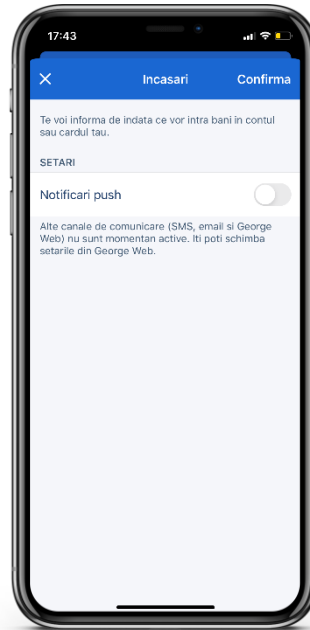 17:43
Incasari
Confirma
Te voi informa de indata ce vor intra bani in contul
sau cardul tau.
SETARI
Notificari push
Alte canale de comunicare (SMS, email si George
Web) nu sunt momentan active. Iti poti schimba
setarile din George Web.